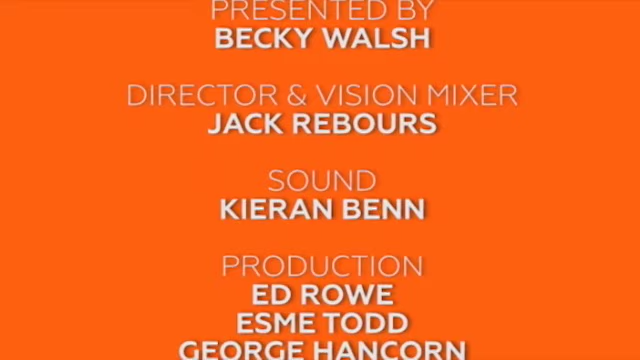 PRESENTED BY
BECKY WALSH
DIRECTOR & VISION MIXER
JACK REBOURS
SOUND
KIERAN BENN
PRODUCTION
ED ROWE
ESME TODD
GEORGE HANCORN